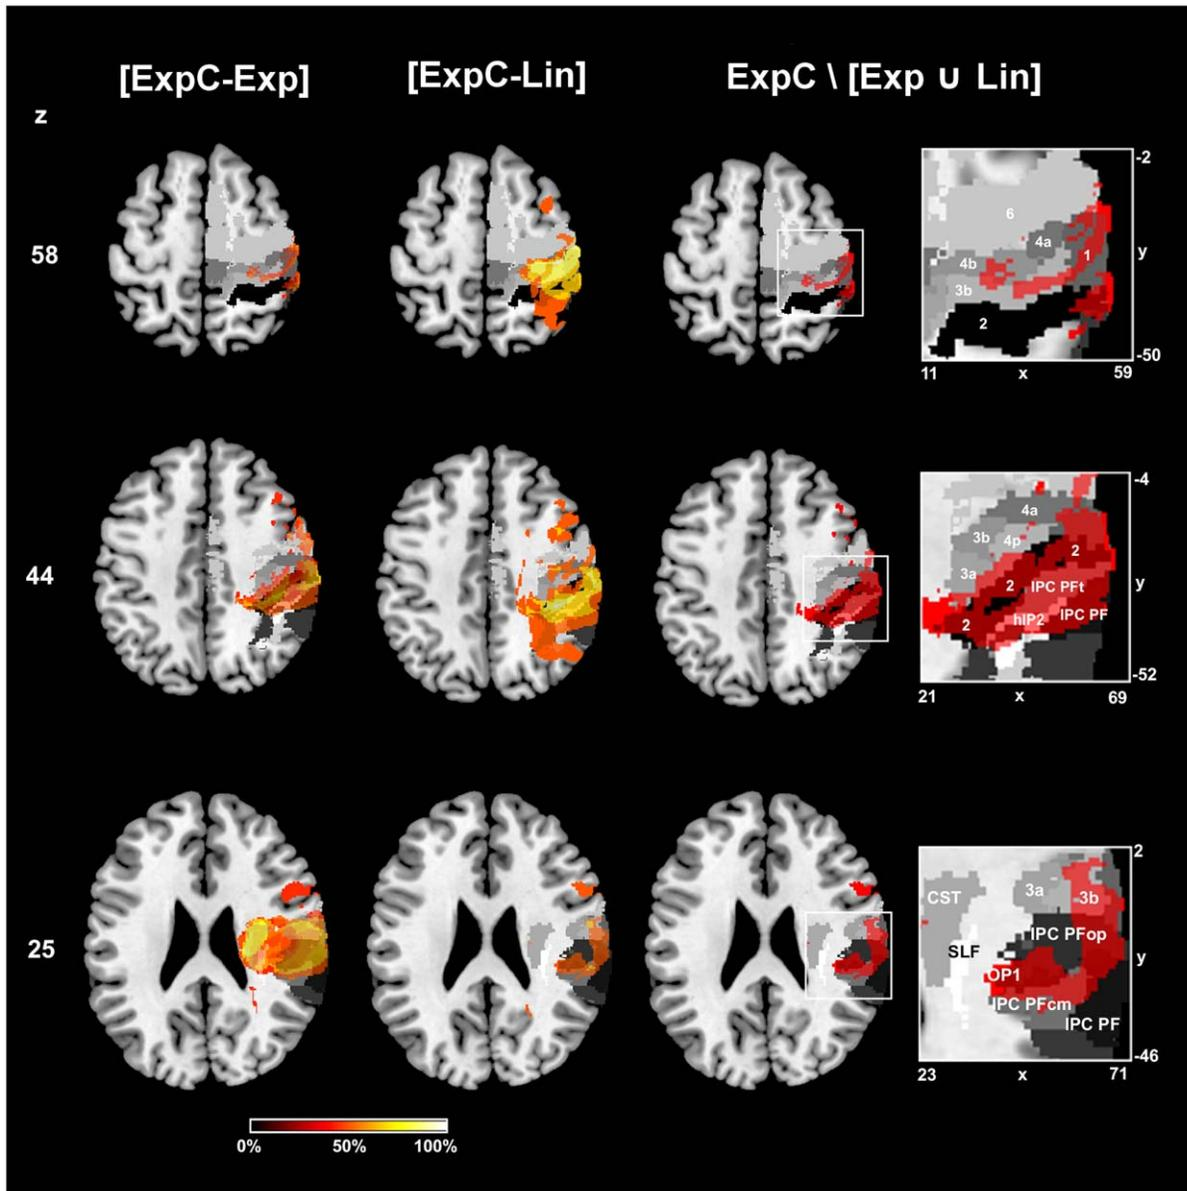 [ExpC-Exp] [ExpC-Lin] ExpC \ [Exp ∪ Lin]
z
58
-2
6
4a
1
y
4b
3b
2
-50
11 x 59
44
-4
4a
3b 4p
2
3a
2 IPC PFt
y
2 hIP2 IPC PF
-52
21 x 69
25
2
CST 3a 3b
IPC PFop
SLF
y
OP1
IPC PFcm
IPC PF
-46
23 x 71
0% 50% 100%